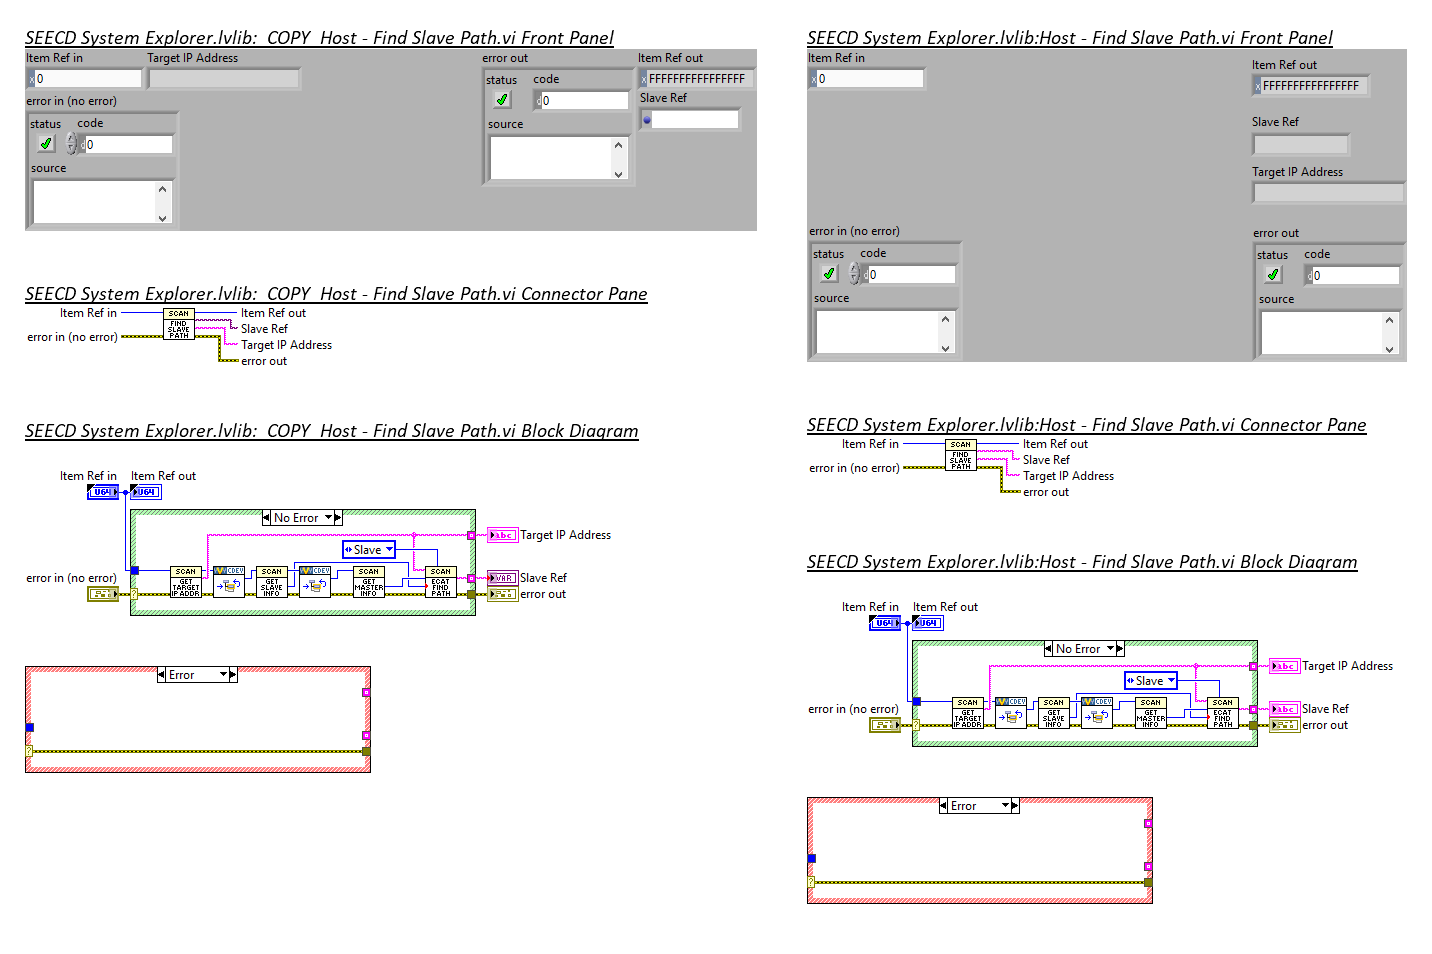 SEECD System Explorer.lvlib:  COPY  Host - Find Slave Path.vi Front Panel
Item Ref in
Target IP Address
error out
Item Ref out
x 0
status
code
x FFFFFFFFFFFFFFFF
error in (no error)
d 0
Slave Ref
status
code
source
d 0
source
SEECD System Explorer.lvlib:  COPY  Host - Find Slave Path.vi Connector Pane
Item Ref in
SCAN
FIND
SLAVE
PATH
Item Ref out
Slave Ref
error in (no error)
Target IP Address
error out
SEECD System Explorer.lvlib:  COPY  Host - Find Slave Path.vi Block Diagram
Item Ref in
Item Ref out
U64
U64
No Error
abc
Target IP Address
Slave
error in (no error)
SCAN
GET
TARGET
IP ADDR
CDEV
SCAN
GET
SLAVE
INFO
CDEV
SCAN
GET
MASTER
INFO
SCAN
ECAT
FIND
PATH
VAR
Slave Ref
?
error out
Error
?
SEECD System Explorer.lvlib:Host - Find Slave Path.vi Front Panel
Item Ref in
Item Ref out
x 0
x FFFFFFFFFFFFFFFF
Slave Ref
Target IP Address
error in (no error)
error out
status
code
status
code
d 0
d 0
source
source
SEECD System Explorer.lvlib:Host - Find Slave Path.vi Connector Pane
Item Ref in
SCAN
FIND
SLAVE
PATH
Item Ref out
Slave Ref
error in (no error)
Target IP Address
error out
SEECD System Explorer.lvlib:Host - Find Slave Path.vi Block Diagram
Item Ref in
Item Ref out
U64
U64
No Error
abc
Target IP Address
Slave
error in (no error)
SCAN
GET
TARGET
IP ADDR
CDEV
SCAN
GET
SLAVE
INFO
CDEV
SCAN
GET
MASTER
INFO
SCAN
ECAT
FIND
PATH
abc
Slave Ref
?
error out
Error
?